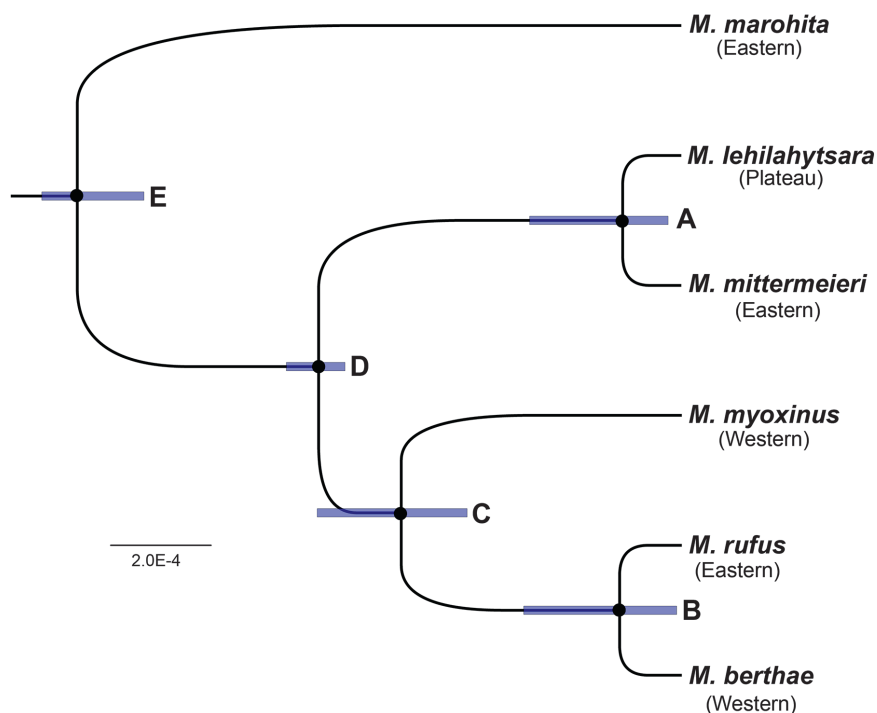 M. marohita
(Eastern)
M. lehilahytsara
(Plateau)
E
A
M. mittermeieri
(Eastern)
D
M. myoxinus
(Western)
C
2.0E-4
M. rufus
(Eastern)
B
M. berthae
(Western)